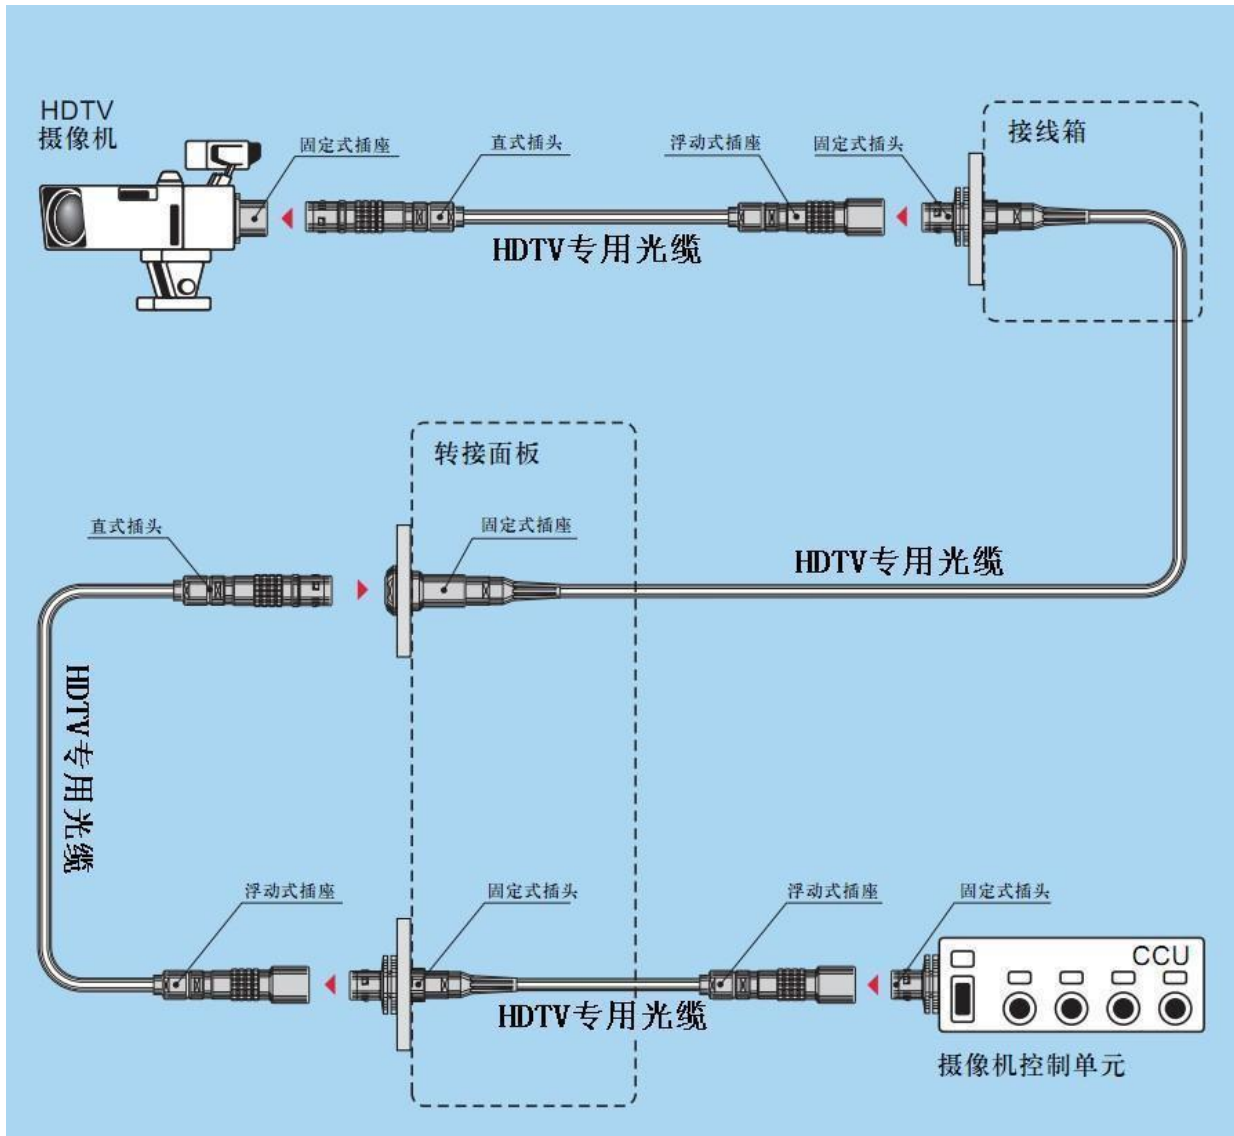 HDTV
摄像机
固定式插座
直式插头
浮动式插座
固定式插头
接线箱
HDTV专用光缆
转接面板
直式插头
固定式插座
HDTV专用光缆
HDTV专用光缆
浮动式插座
固定式插头
浮动式插座
固定式插头
CCU
HDTV专用光缆
摄像机控制单元